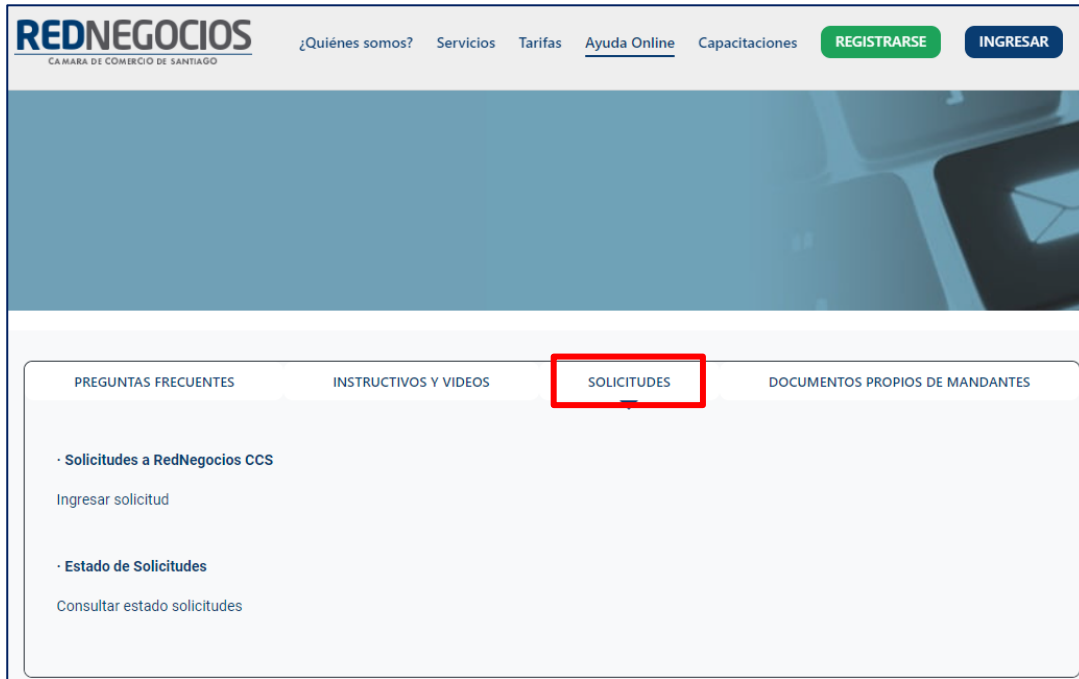 REDNEGOCIOS
CAMARA DE COMERCIO DE SANTIAGO
¿Quiénes somos? Servicios Tarifas Ayuda Online Capacitaciones REGISTRARSE INGRESAR
PREGUNTAS FRECUENTES INSTRUCTIVOS Y VIDEOS SOLICITUDES DOCUMENTOS PROPIOS DE MANDANTES
· Solicitudes a RedNegocios CCS
Ingresar solicitud
· Estado de Solicitudes
Consultar estado solicitudes